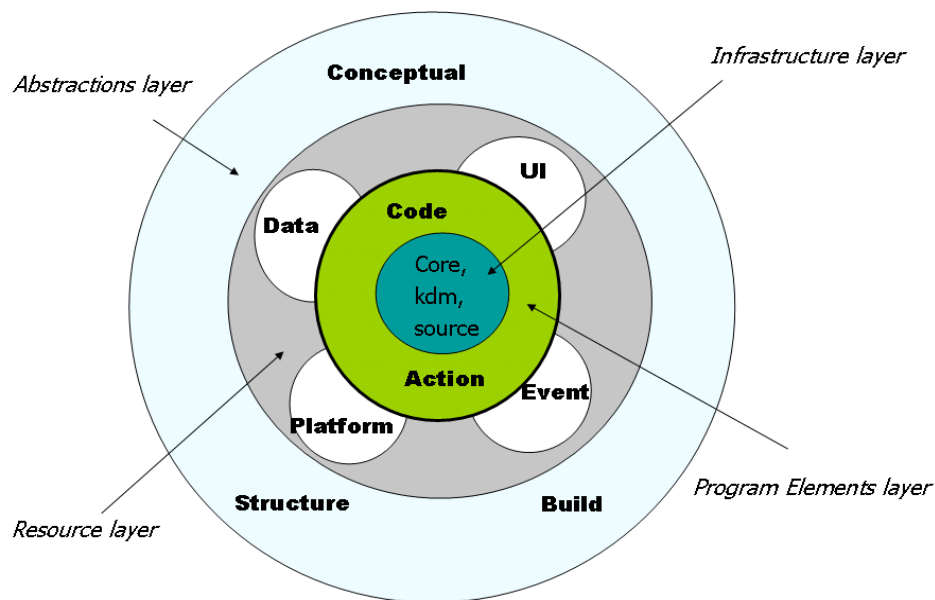 Conceptual
Infrastructure layer
Abstractions layer
UI
Code
Data
Core,
kdm,
source
Action
Event
Platform
Program Elements layer
Structure
Build
Resource layer